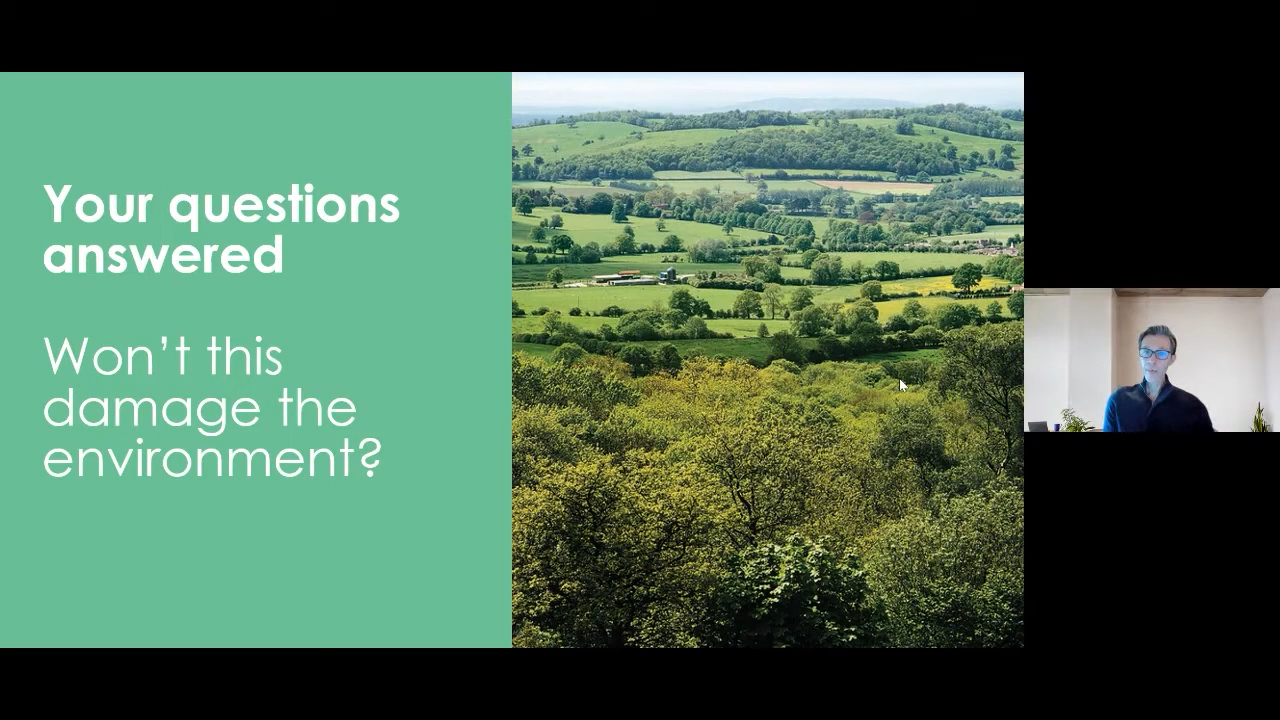 Your questions
answered
Won’t this
damage the
environment?